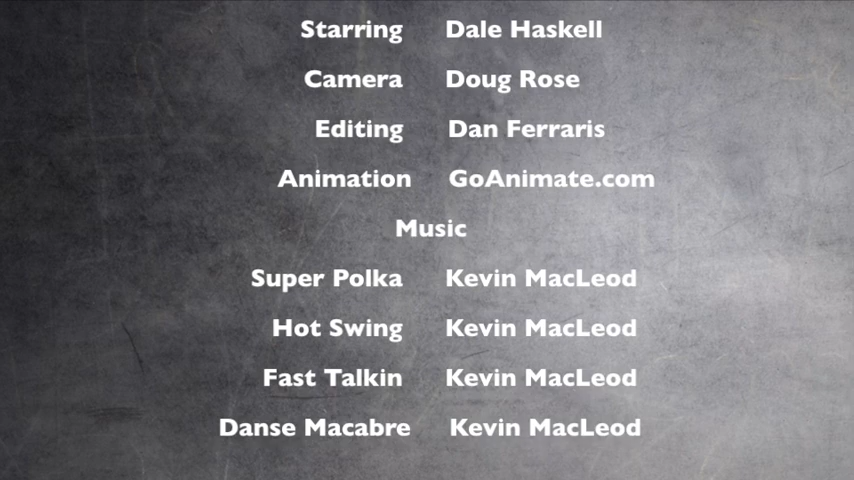 Starring Dale Haskell
Camera Doug Rose
Editing Dan Ferraris
Animation GoAnimate.com
Music
Super Polka Kevin MacLeod
Hot Swing Kevin MacLeod
Fast Talkin Kevin MacLeod
Danse Macabre Kevin MacLeod